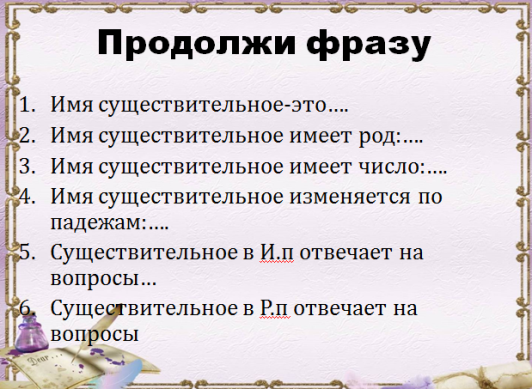 Продолжи фразу
1. Имя существительное-это....
2. Имя существительное имеет род:....
3. Имя существительное имеет число:....
4. Имя существительное изменяется по
падежам:....
5. Существительное в И.п отвечает на
вопросы...
6. Существительное в Р.п отвечает на
вопросы